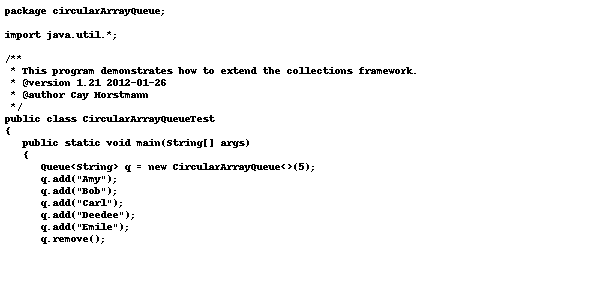 package circularArrayQueue;
import java.util.*;
/**
 * This program demonstrates how to extend the collections framework.
 * @version 1.21 2012-01-26
 * @author Cay Horstmann
 */
public class CircularArrayQueueTest
{
   public static void main(String[] args)
   {
      Queue<String> q = new CircularArrayQueue<>(5);
      q.add("Amy");
      q.add("Bob");
      q.add("Carl");
      q.add("Deedee");
      q.add("Emile");
      q.remove();